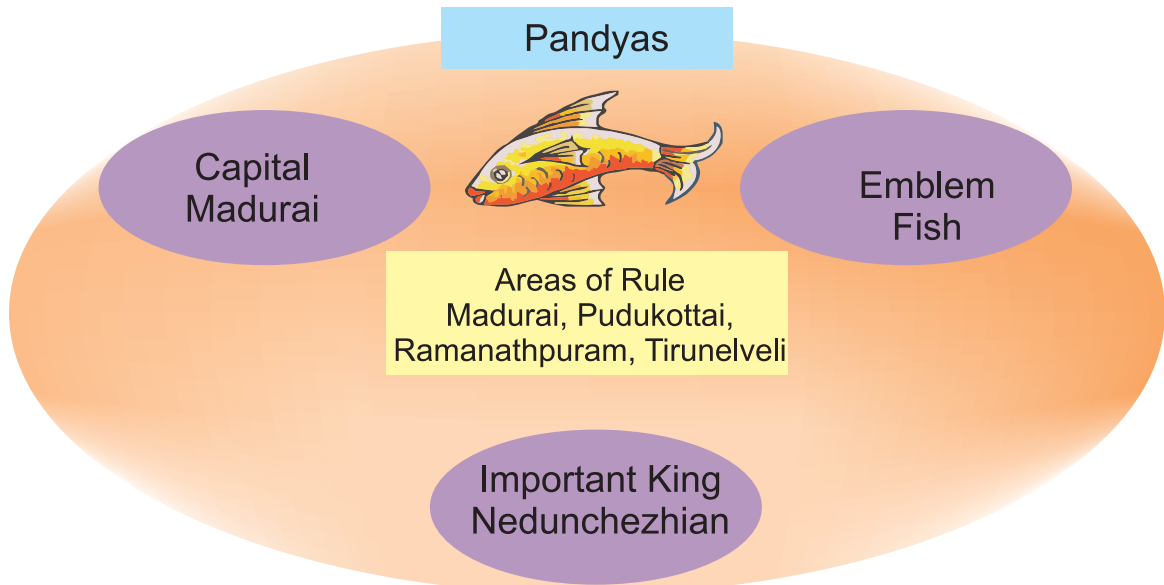 Pandyas
Capital
Madurai
Emblem
Fish
Areas of Rule
Madurai, Pudukottai,
Ramanathpuram, Tirunelveli
Important King
Nedunchezhian